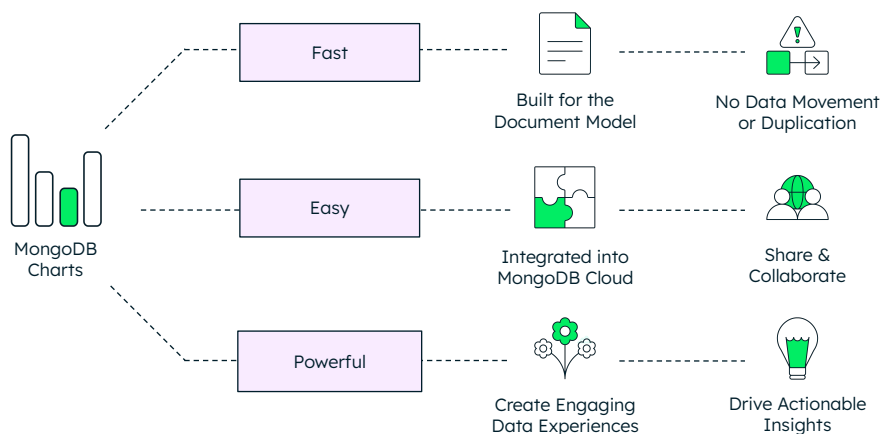 Fast
Built for the
Document Model
No Data Movement
or Duplication
MongoDB
Charts
Easy
Integrated into
MongoDB Cloud
Share &
Collaborate
Powerful
Create Engaging
Data Experiences
Drive Actionable
Insights